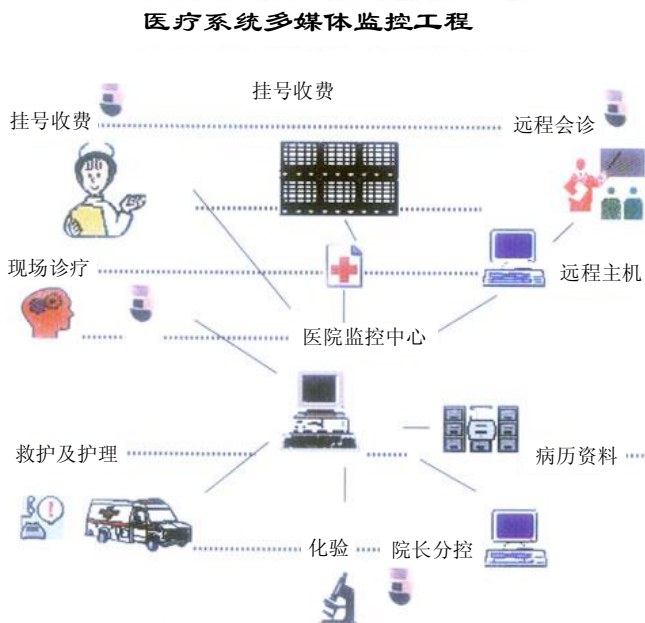 医疗系统多媒体监控工程
挂号收费
挂号收费
远程会诊
现场诊疗
远程主机
医院监控中心
救护及护理
病历资料
化验
院长分控